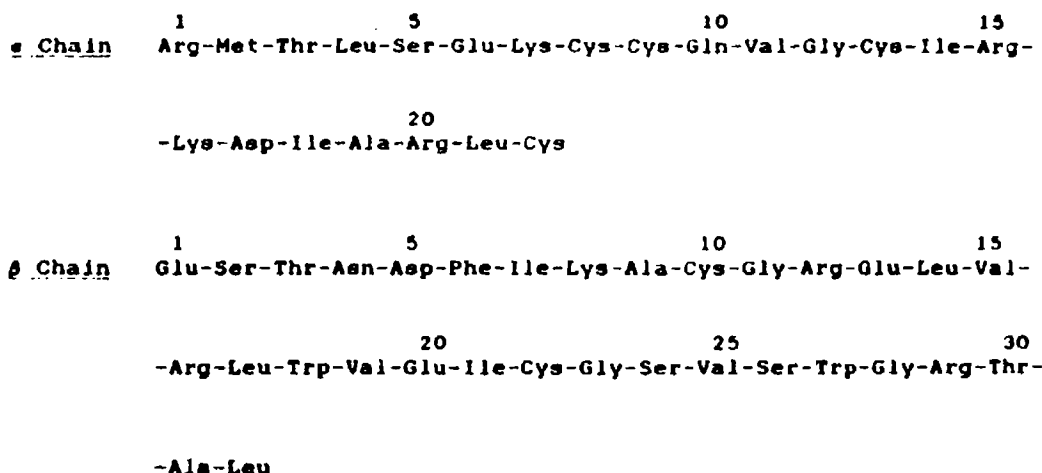 1 5 10 15
α Chain Arg-Met-Thr-Leu-Ser-Glu-Lys-Cys-Cys-Gln-Val-Gly-Cys-Ile-Arg-
20
-Lys-Asp-Ile-Ala-Arg-Leu-Cys
1 5 10 15
β Chain Glu-Ser-Thr-Asn-Asp-Phe-Ile-Lys-Ala-Cys-Gly-Arg-Glu-Leu-Val-
20 25 30
-Arg-Leu-Trp-Val-Glu-Ile-Cys-Gly-Ser-Val-Ser-Trp-Gly-Arg-Thr-
-Ala-Leu